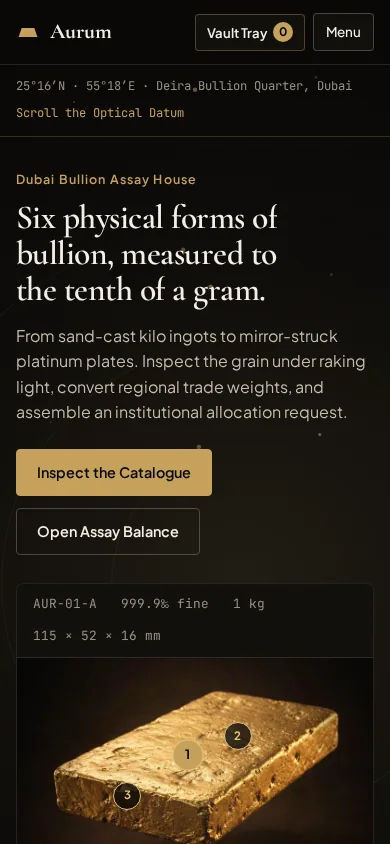 Aurum
Vault Tray 0
Menu
25°16′N · 55°18′E · Deira Bullion Quarter, Dubai
Scroll the Optical Datum
Dubai Bullion Assay House
Six physical forms of
bullion, measured to
the tenth of a gram.
From sand-cast kilo ingots to mirror-struck
platinum plates. Inspect the grain under raking
light, convert regional trade weights, and
assemble an institutional allocation request.
Inspect the Catalogue
Open Assay Balance
AUR-01-A 999.9‰ fine 1 kg
115 × 52 × 16 mm
2
1
3